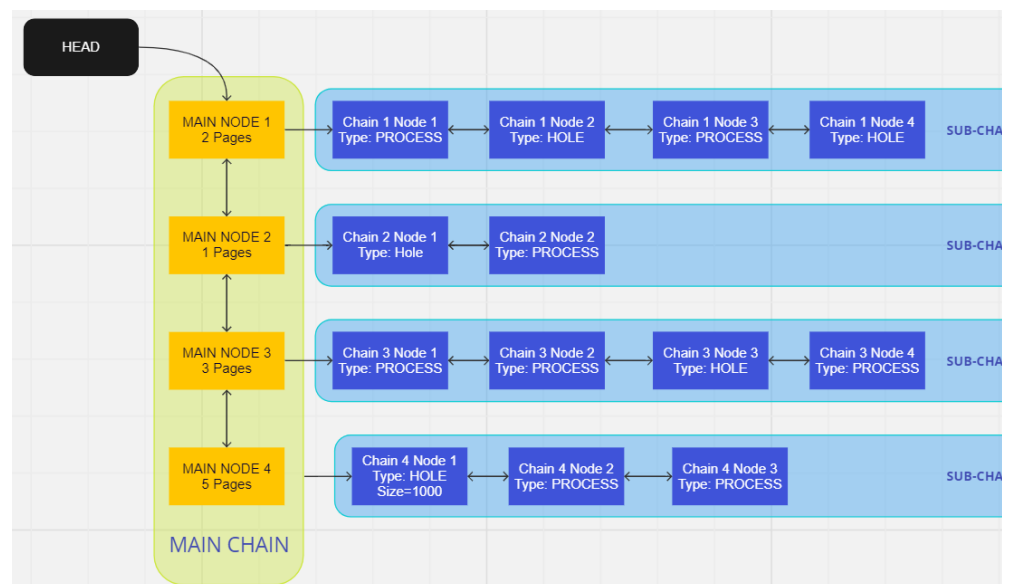 HEAD
MAIN NODE 1
2 Pages
Chain 1 Node 1
Type: PROCESS
Chain 1 Node 2
Type: HOLE
Chain 1 Node 3
Type: PROCESS
Chain 1 Node 4
Type: HOLE
SUB-CHA
MAIN NODE 2
1 Pages
Chain 2 Node 1
Type: Hole
Chain 2 Node 2
Type: PROCESS
SUB-CHA
MAIN NODE 3
3 Pages
Chain 3 Node 1
Type: PROCESS
Chain 3 Node 2
Type: PROCESS
Chain 3 Node 3
Type: HOLE
Chain 3 Node 4
Type: PROCESS
SUB-CHA
MAIN NODE 4
5 Pages
Chain 4 Node 1
Type: HOLE
Size=1000
Chain 4 Node 2
Type: PROCESS
Chain 4 Node 3
Type: PROCESS
SUB-CHA
MAIN CHAIN